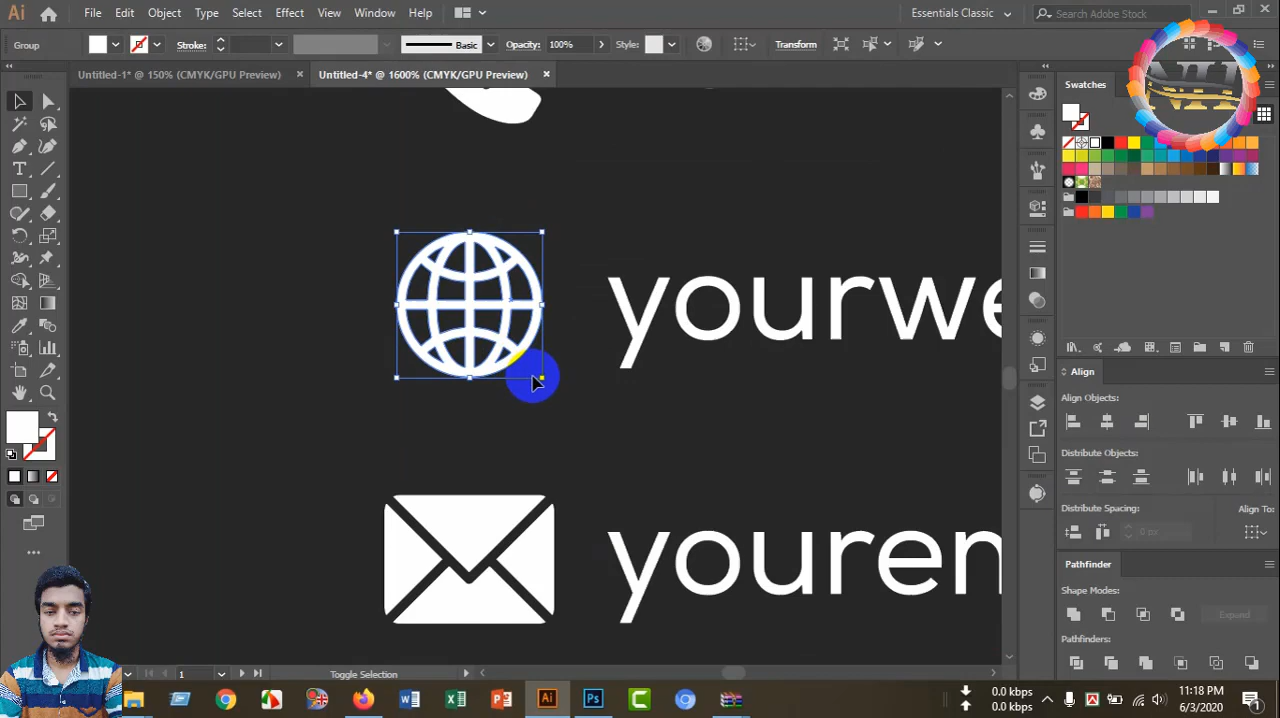 Ai File Edit Object Type Select Effect View Window Help Essentials Classic Search Adobe Stock
Group Stroke: Basic Opacity: 100% Style: Transform
Untitled-1* @ 150% (CMYK/GPU Preview) × Untitled-4* @ 1600% (CMYK/GPU Preview) ×
Swatches
yourwe
Align
Align Objects:
Distribute Objects:
Distribute Spacing: Align To:
0 px
youren
Pathfinder
Shape Modes:
Expand
Pathfinders:
1 Toggle Selection
0.0 kbps
0.0 kbps
11:18 PM
6/3/2020